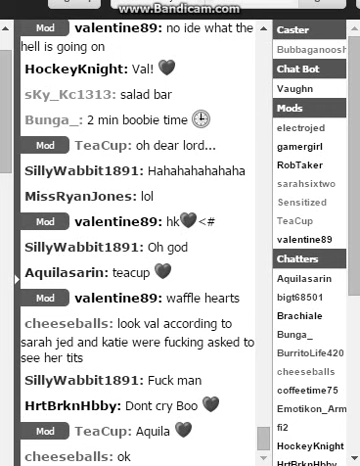 www.Bandicam.com
Mod valentine89: no ide what the
hell is going on
HockeyKnight: Val!
sKy_Kc1313: salad bar
Bunga_: 2 min boobie time
Mod TeaCup: oh dear lord...
SillyWabbit1891: Hahahahahahaha
MissRyanJones: lol
Mod valentine89: hk <#
SillyWabbit1891: Oh god
Aquilasarin: teacup
Mod valentine89: waffle hearts
cheeseballs: look val according to
sarah jed and katie were fucking asked to
see her tits
SillyWabbit1891: Fuck man
HrtBrknHbby: Dont cry Boo
Mod TeaCup: Aquila
cheeseballs: ok
Caster
Bubbaganoosh
Chat Bot
Vaughn
Mods
electrojed
gamergirl
RobTaker
sarahsixtwo
Sensitized
TeaCup
valentine89
Chatters
Aquilasarin
bigt68501
Brachiale
Bunga_
BurritoLife420
cheeseballs
coffeetime75
Emotikon_Arm
fi2
HockeyKnight
HrtBrknHbby